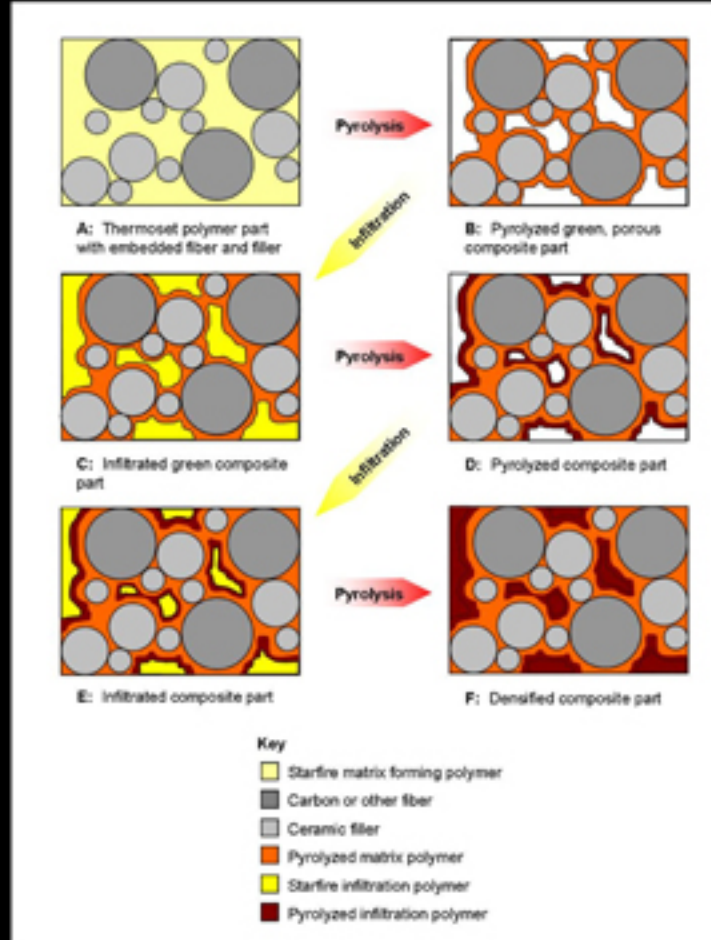 Pyrolysis
A: Thermoset polymer part
with embedded fiber and filler
B: Pyrolyzed green, porous
composite part
Infiltration
Pyrolysis
C: Infiltrated green composite
part
D: Pyrolyzed composite part
Infiltration
Pyrolysis
E: Infiltrated composite part
F: Densified composite part
Key
Starfire matrix forming polymer
Carbon or other fiber
Ceramic filler
Pyrolyzed matrix polymer
Starfire infiltration polymer
Pyrolyzed infiltration polymer